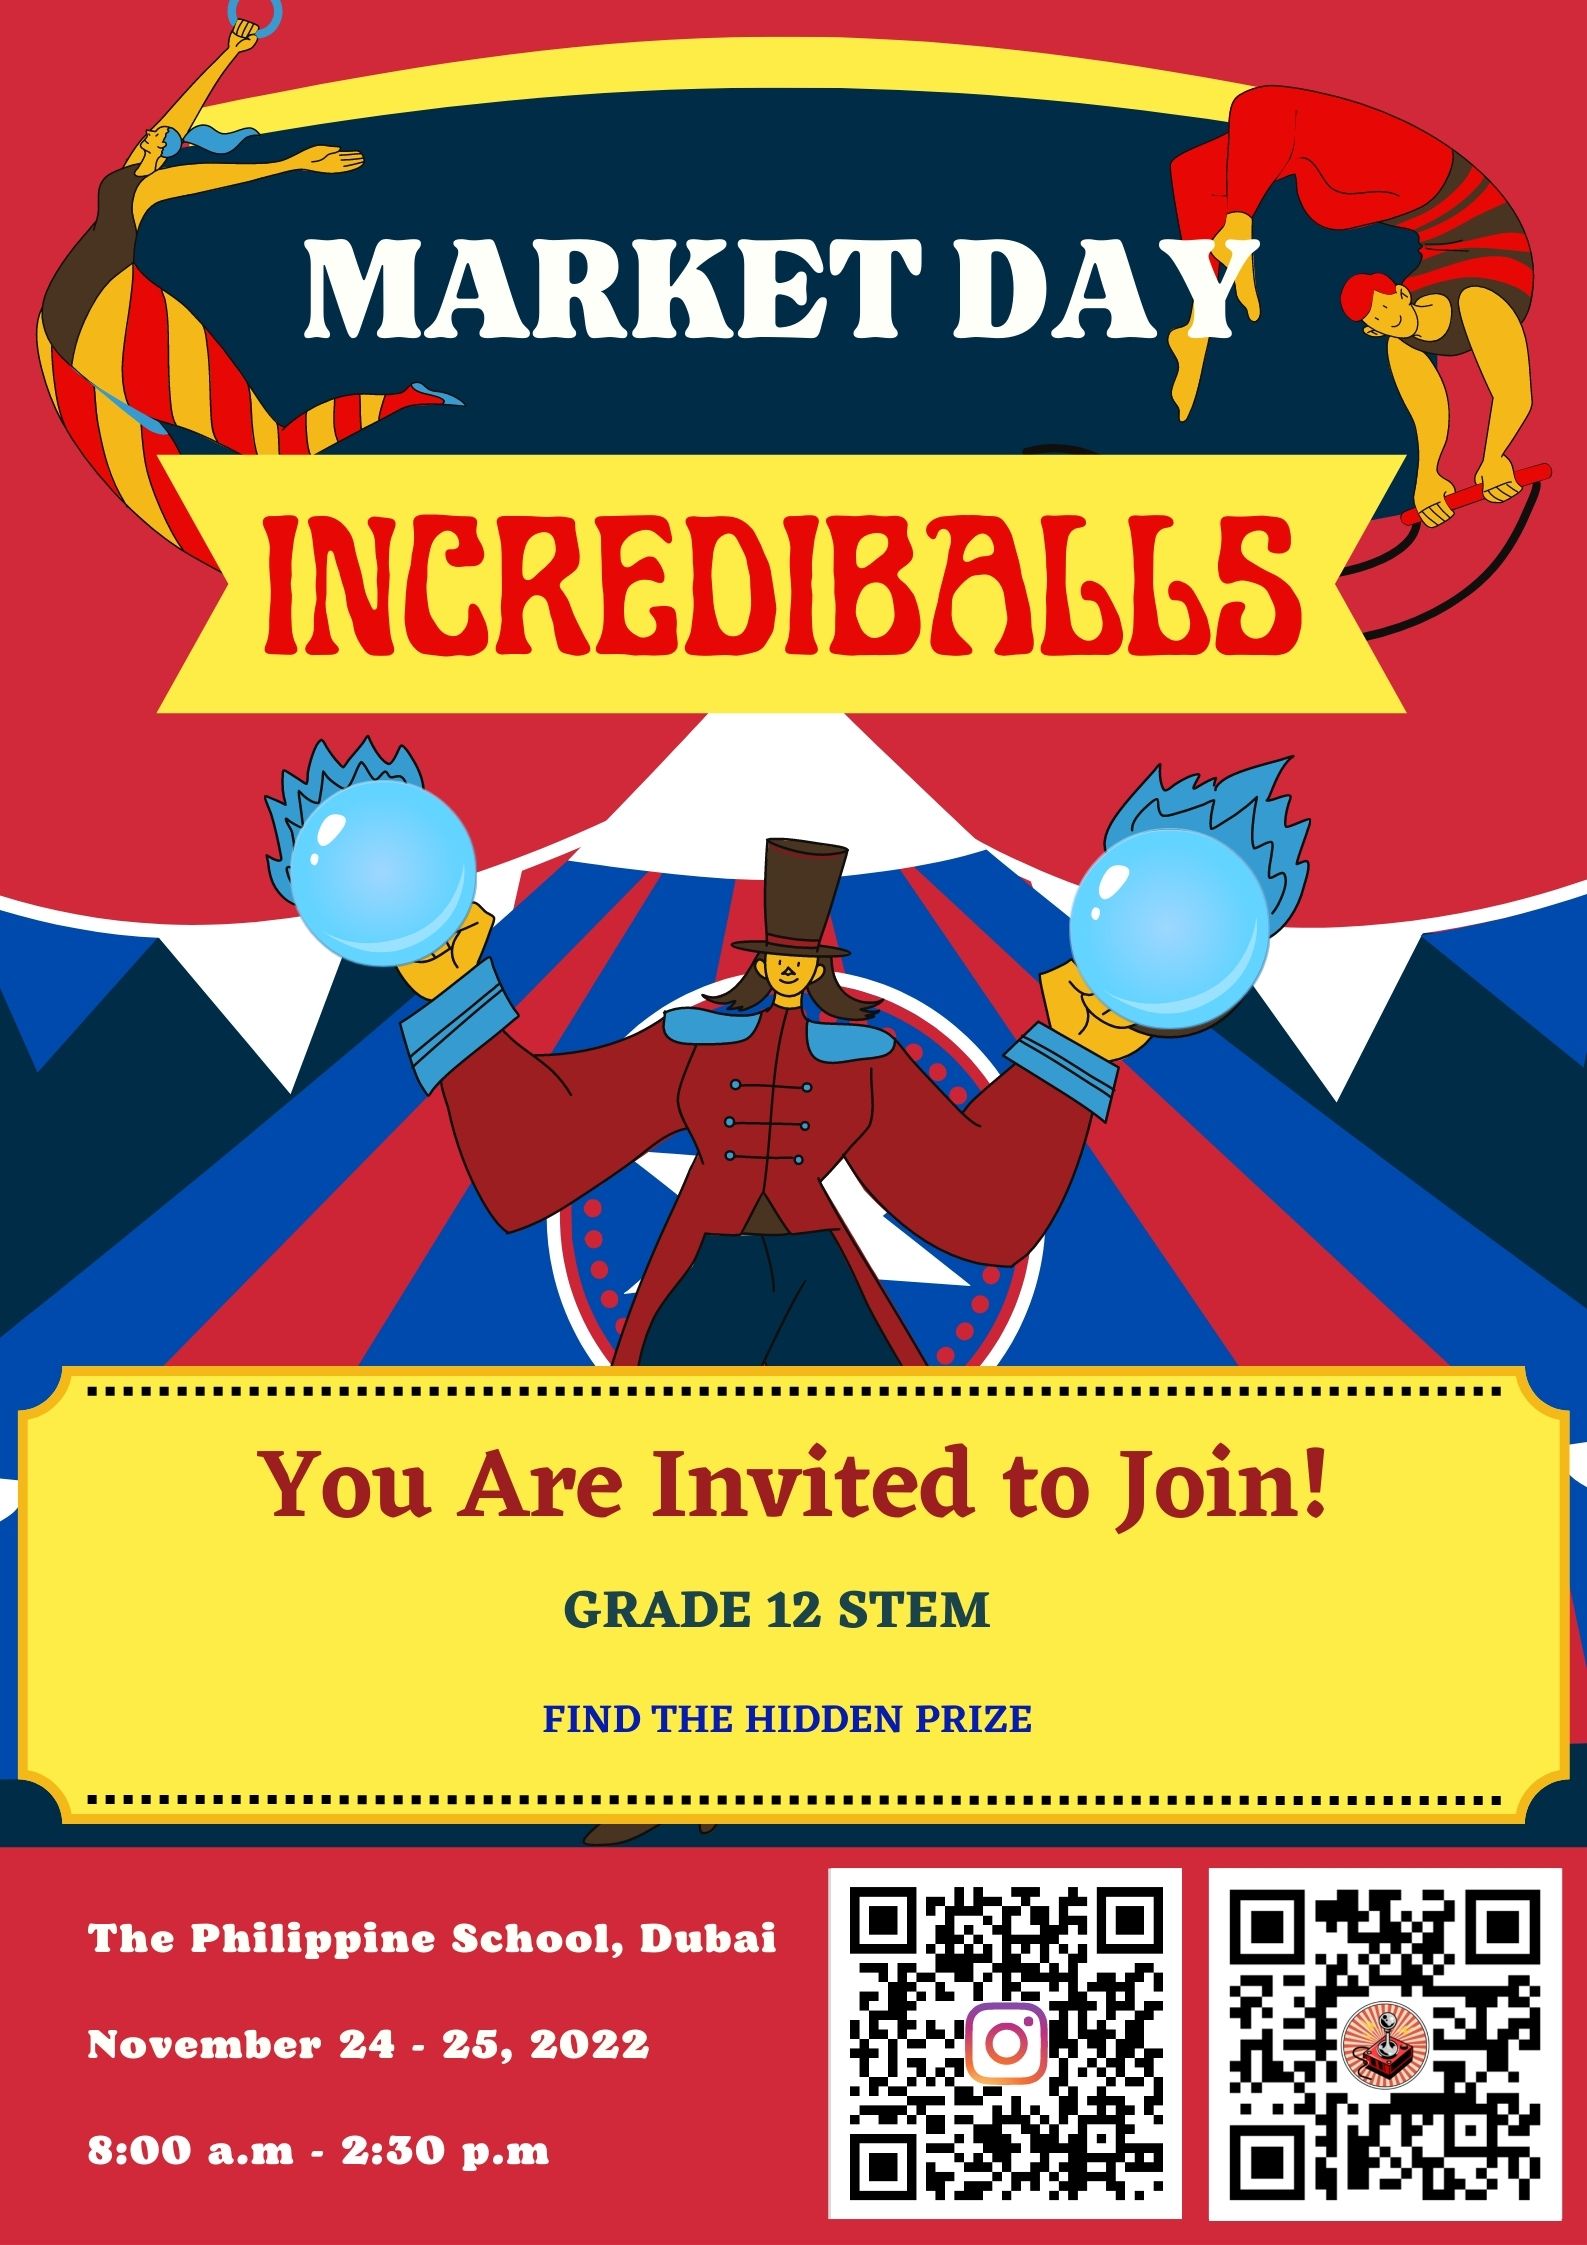 MARKET DAY
INCREDIBALLS
You Are Invited to Join!
GRADE 12 STEM
FIND THE HIDDEN PRIZE
The Philippine School, Dubai
November 24 - 25, 2022
8:00 a.m - 2:30 p.m